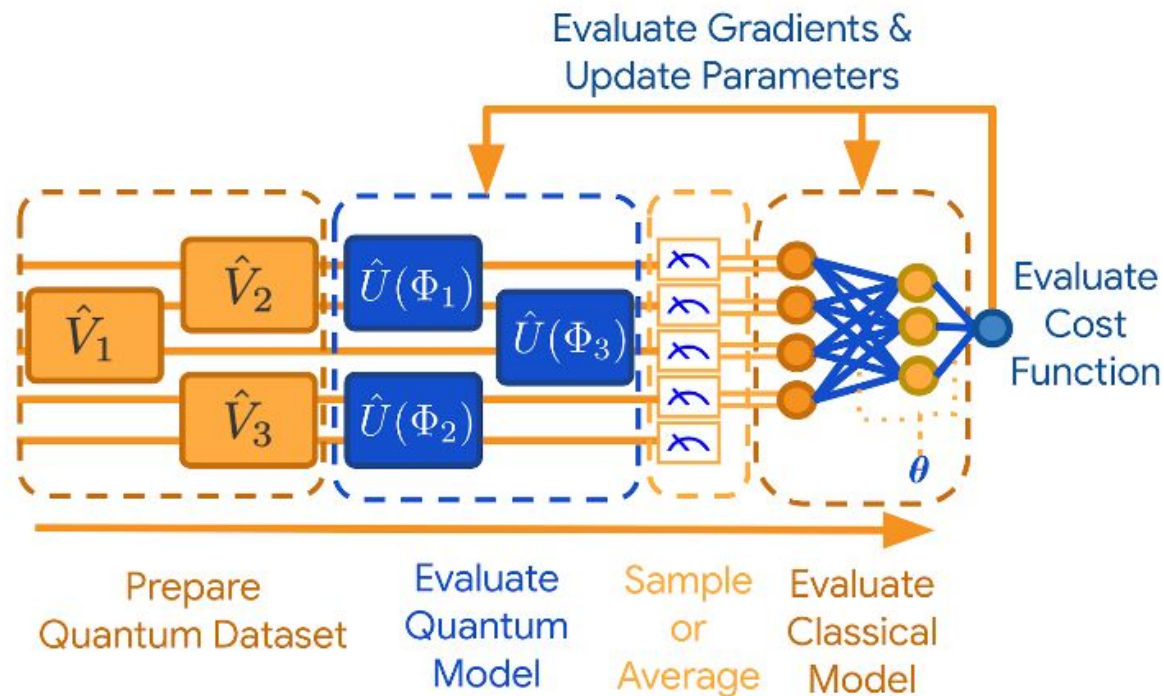 Evaluate Gradients &
Update Parameters
V̂₂
Û(Φ₁)
V̂₁
Û(Φ₃)
V̂₃
Û(Φ₂)
Evaluate
Cost
Function
θ
Prepare
Quantum Dataset
Evaluate
Quantum
Model
Sample
or
Average
Evaluate
Classical
Model